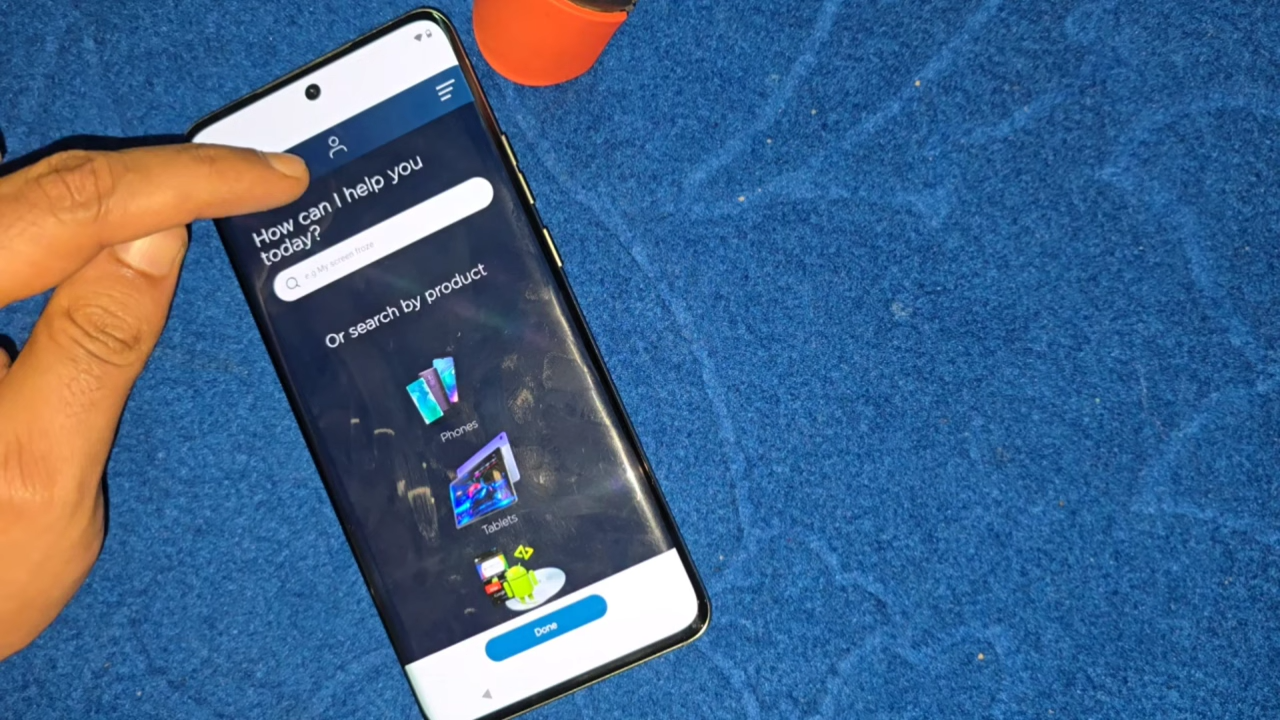 How can I help you
today?
e.g My screen froze
Or search by product
Phones
Tablets
Done